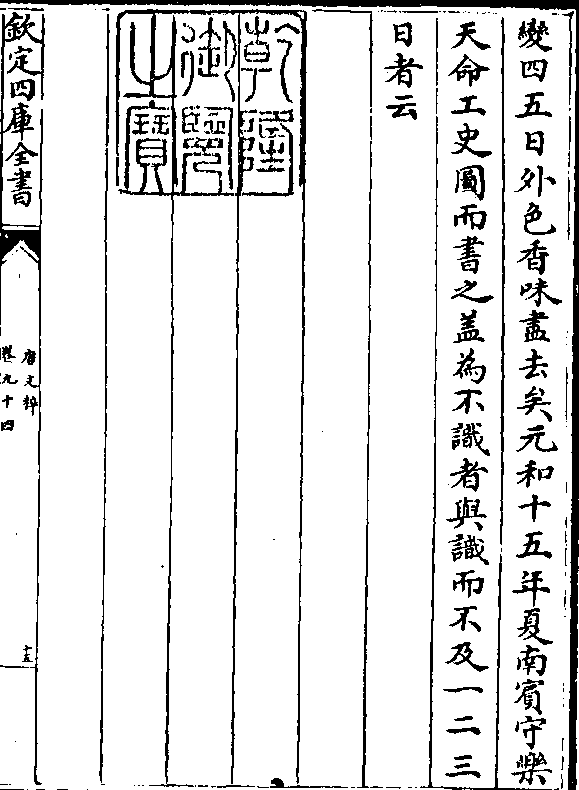 變四五日外色香味盡去矣元和十五年夏南賓守樂
天命工史圖而書之盖為不識者與識而不及一二三
日者云
乾隆
御覽
之寶
欽定四庫全書
唐文粹
卷九十四
十五